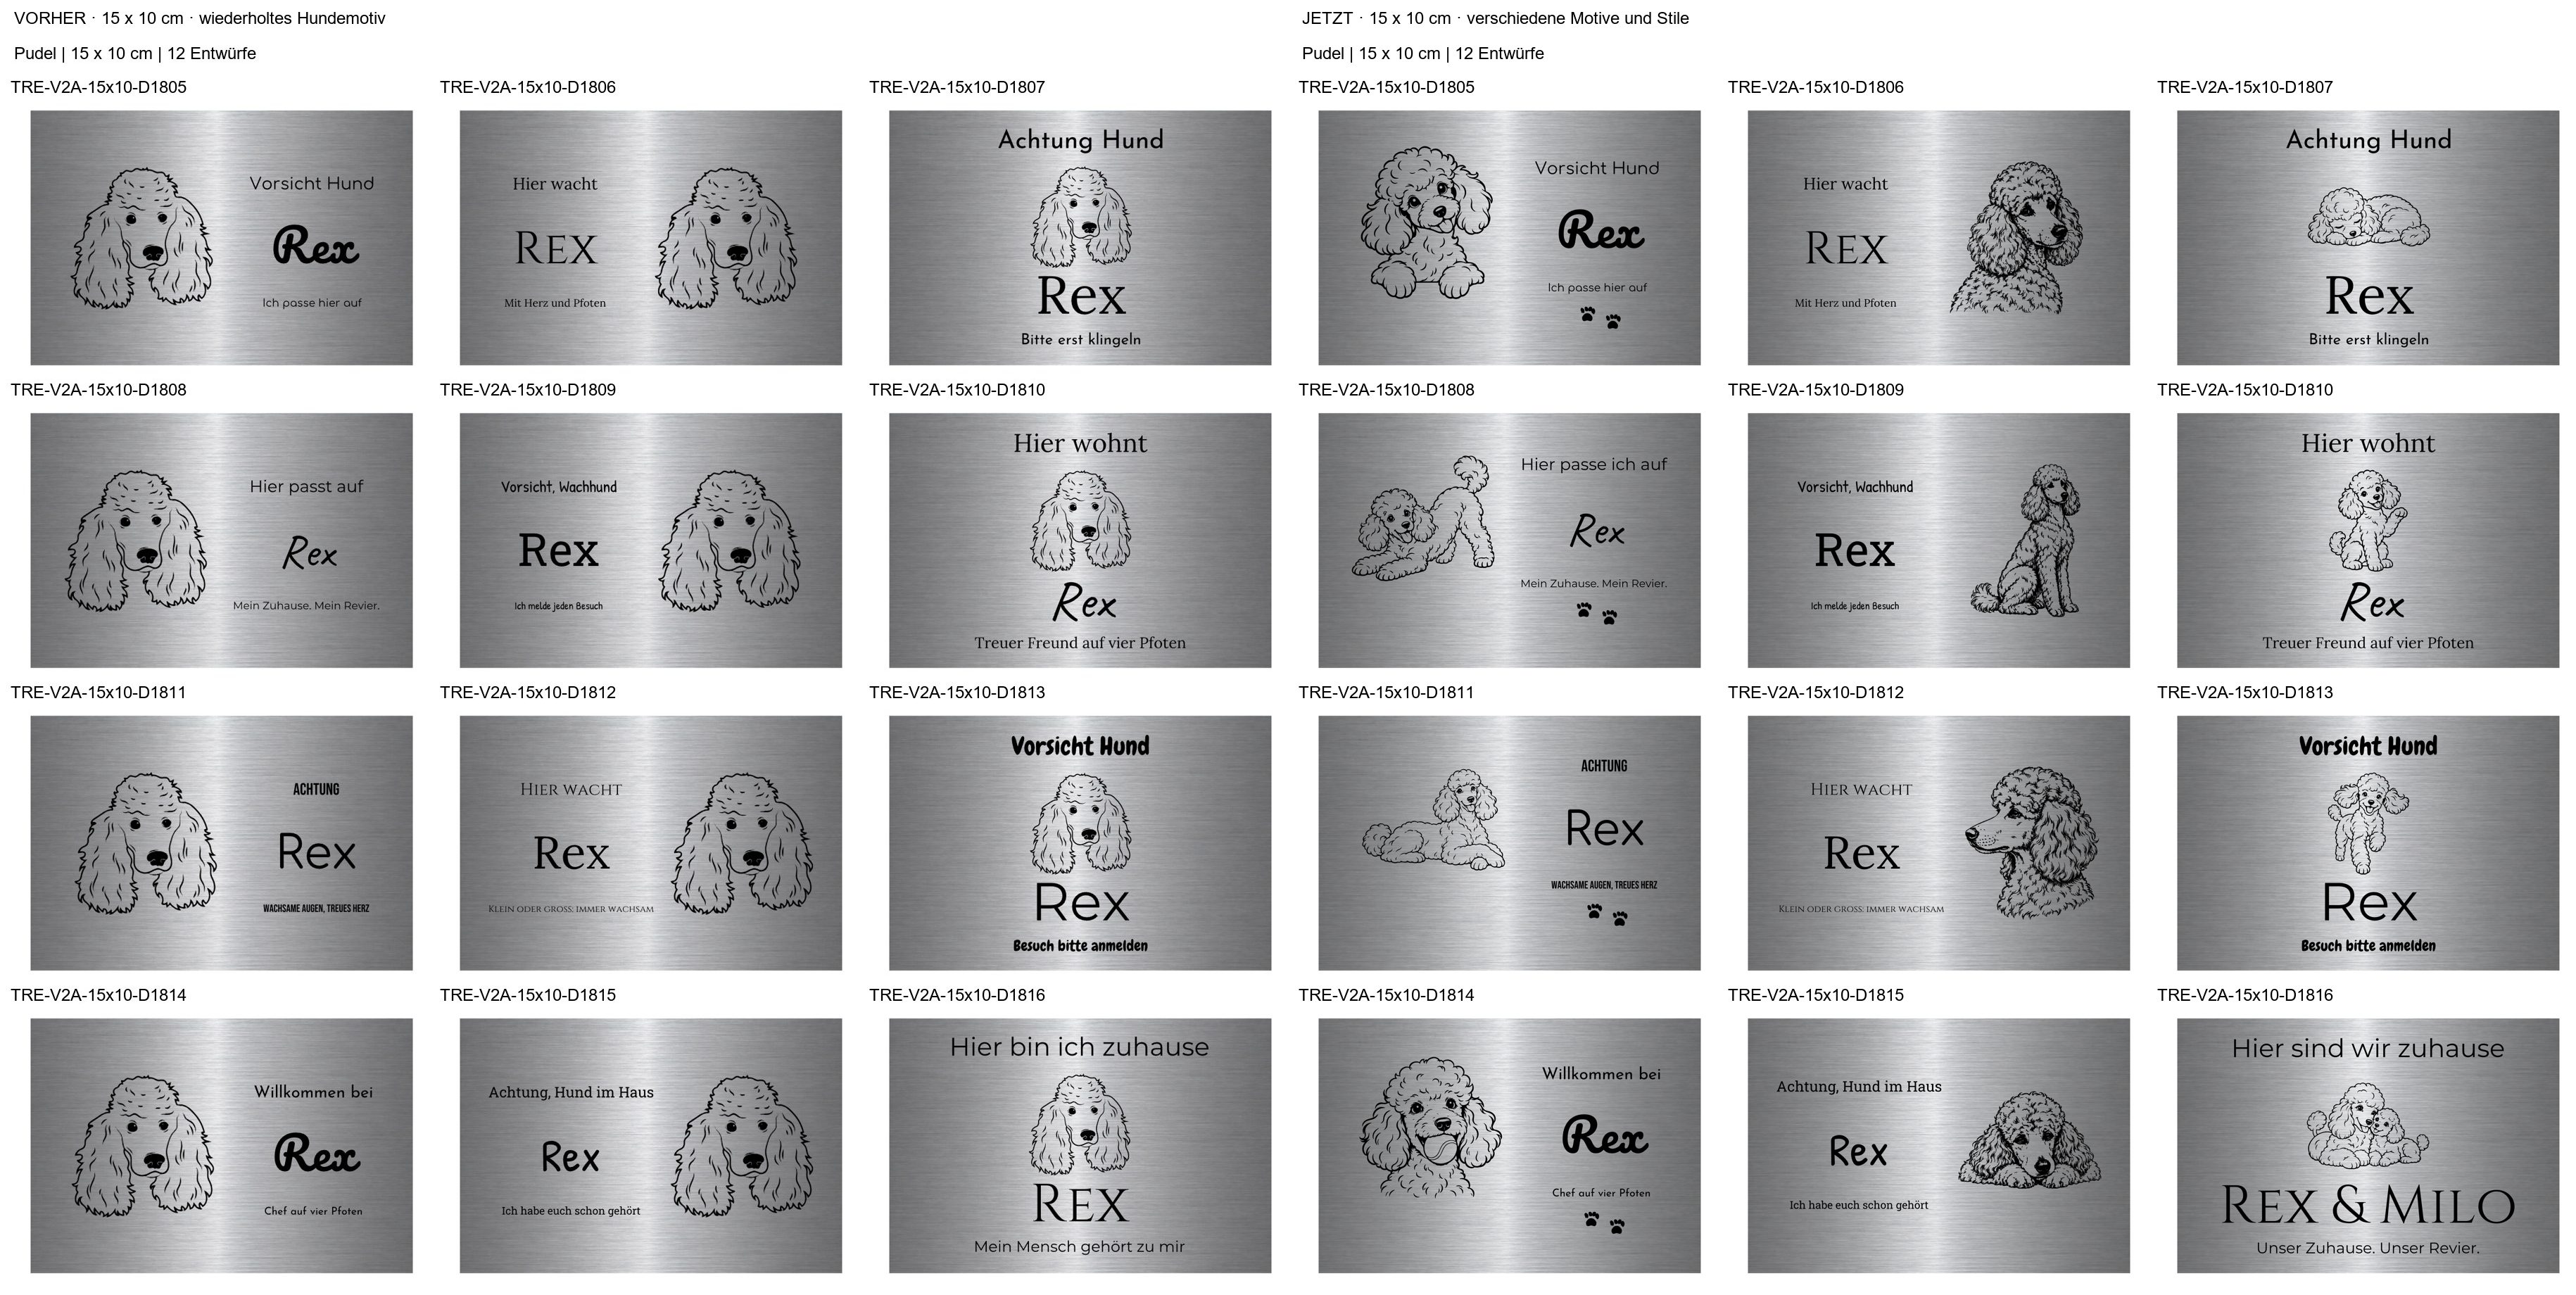 VORHER · 15 x 10 cm · wiederholtes Hundemotiv
Pudel | 15 x 10 cm | 12 Entwürfe
TRE-V2A-15x10-D1805
Vorsicht Hund
Rex
Ich passe hier auf
TRE-V2A-15x10-D1806
Hier wacht
REX
Mit Herz und Pfoten
TRE-V2A-15x10-D1807
Achtung Hund
Rex
Bitte erst klingeln
TRE-V2A-15x10-D1808
Hier passt auf
Rex
Mein Zuhause. Mein Revier.
TRE-V2A-15x10-D1809
Vorsicht, Wachhund
Rex
Ich melde jeden Besuch
TRE-V2A-15x10-D1810
Hier wohnt
Rex
Treuer Freund auf vier Pfoten
TRE-V2A-15x10-D1811
ACHTUNG
Rex
WACHSAME AUGEN, TREUES HERZ
TRE-V2A-15x10-D1812
HIER WACHT
Rex
KLEIN ODER GROSS: IMMER WACHSAM
TRE-V2A-15x10-D1813
Vorsicht Hund
Rex
Besuch bitte anmelden
TRE-V2A-15x10-D1814
Willkommen bei
Rex
Chef auf vier Pfoten
TRE-V2A-15x10-D1815
Achtung, Hund im Haus
Rex
Ich habe euch schon gehört
TRE-V2A-15x10-D1816
Hier bin ich zuhause
REX
Mein Mensch gehört zu mir
JETZT · 15 x 10 cm · verschiedene Motive und Stile
Pudel | 15 x 10 cm | 12 Entwürfe
TRE-V2A-15x10-D1805
Vorsicht Hund
Rex
Ich passe hier auf
TRE-V2A-15x10-D1806
Hier wacht
REX
Mit Herz und Pfoten
TRE-V2A-15x10-D1807
Achtung Hund
Rex
Bitte erst klingeln
TRE-V2A-15x10-D1808
Hier passe ich auf
Rex
Mein Zuhause. Mein Revier.
TRE-V2A-15x10-D1809
Vorsicht, Wachhund
Rex
Ich melde jeden Besuch
TRE-V2A-15x10-D1810
Hier wohnt
Rex
Treuer Freund auf vier Pfoten
TRE-V2A-15x10-D1811
ACHTUNG
Rex
WACHSAME AUGEN, TREUES HERZ
TRE-V2A-15x10-D1812
HIER WACHT
Rex
KLEIN ODER GROSS: IMMER WACHSAM
TRE-V2A-15x10-D1813
Vorsicht Hund
Rex
Besuch bitte anmelden
TRE-V2A-15x10-D1814
Willkommen bei
Rex
Chef auf vier Pfoten
TRE-V2A-15x10-D1815
Achtung, Hund im Haus
Rex
Ich habe euch schon gehört
TRE-V2A-15x10-D1816
Hier sind wir zuhause
REX & MILO
Unser Zuhause. Unser Revier.